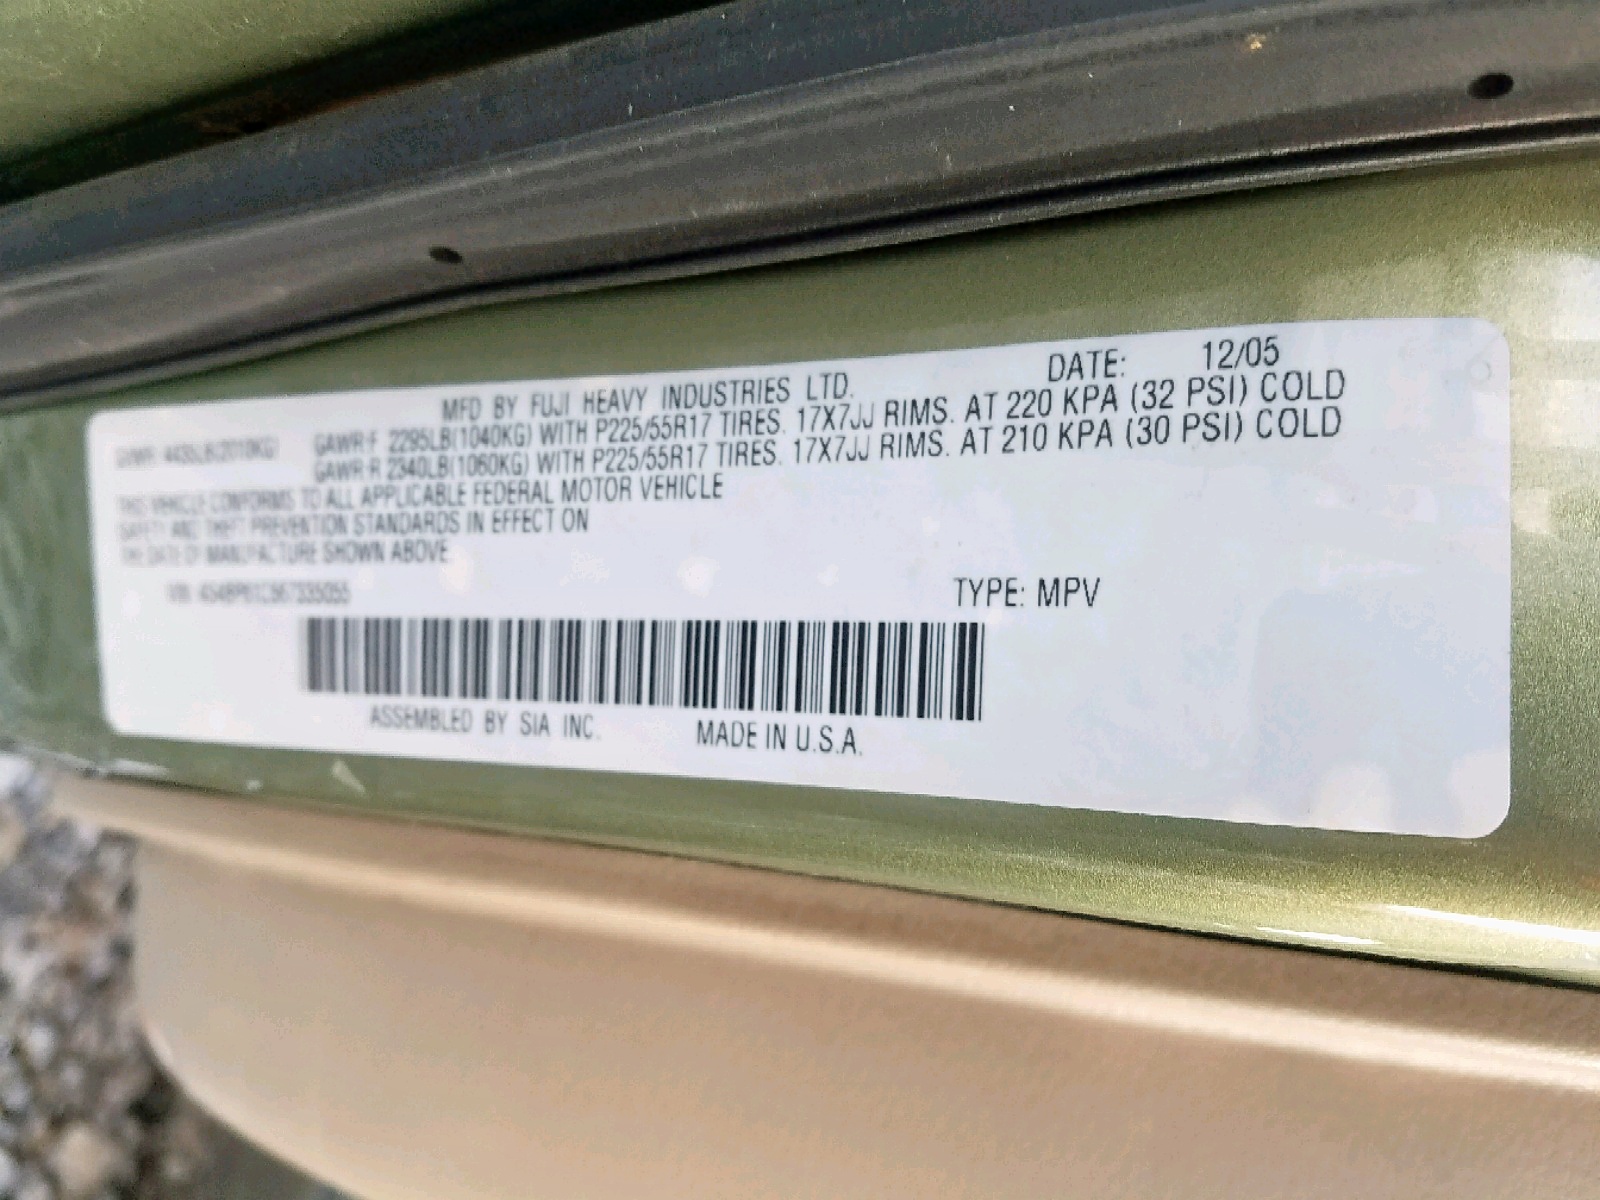 MFD BY FUJI HEAVY INDUSTRIES LTD. DATE: 12/05
GAWR:F 2295LB(1040KG) WITH P225/55R17 TIRES. 17X7JJ RIMS. AT 220 KPA (32 PSI) COLD
GAWR:R 2340LB(1060KG) WITH P225/55R17 TIRES. 17X7JJ RIMS. AT 210 KPA (30 PSI) COLD
THIS VEHICLE CONFORMS TO ALL APPLICABLE FEDERAL MOTOR VEHICLE
SAFETY AND THEFT PREVENTION STANDARDS IN EFFECT ON
THE DATE OF MANUFACTURE SHOWN ABOVE
TYPE: MPV
ASSEMBLED BY SIA INC. MADE IN U.S.A.